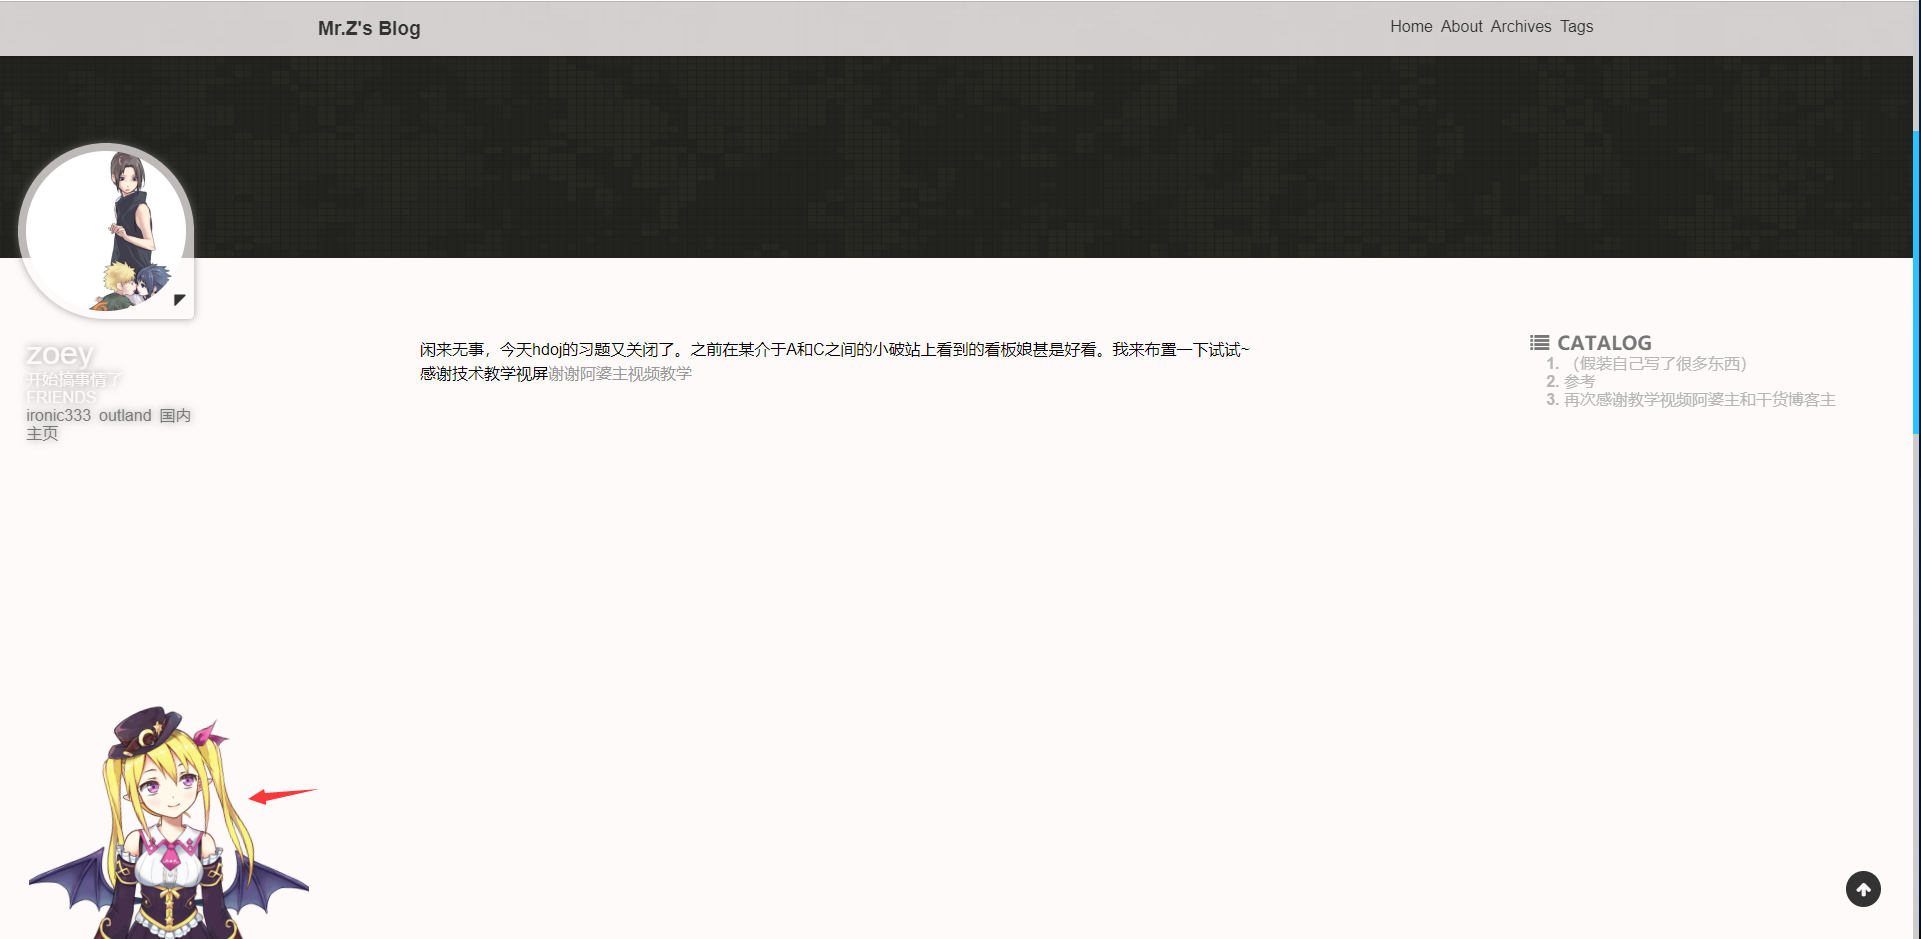 Mr.Z's Blog
Home About Archives Tags
zoey
开始搞事情了
FRIENDS
ironic333 outland 国内
主页
闲来无事，今天hdoj的习题又关闭了。之前在某介于A和C之间的小破站上看到的看板娘甚是好看。我来布置一下试试~
感谢技术教学视屏谢谢阿婆主视频教学
CATALOG
1. （假装自己写了很多东西）
2. 参考
3. 再次感谢教学视频阿婆主和干货博客主